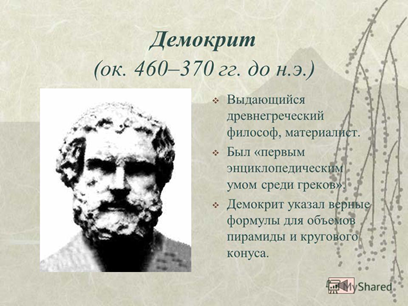 Демокрит
(ок. 460–370 гг. до н.э.)
Выдающийся
древнегреческий
философ, материалист.
Был «первым
энциклопедическим
умом среди греков».
Демокрит указал верные
формулы для объемов
пирамиды и кругового
конуса.
MyShared